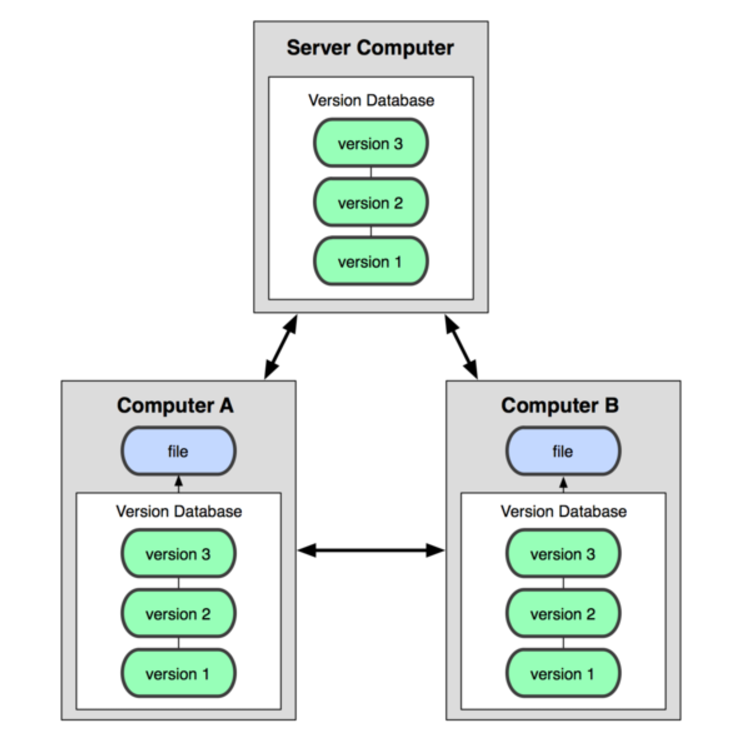 Server Computer
Version Database
version 3
version 2
version 1
Computer A
file
Version Database
version 3
version 2
version 1
Computer B
file
Version Database
version 3
version 2
version 1